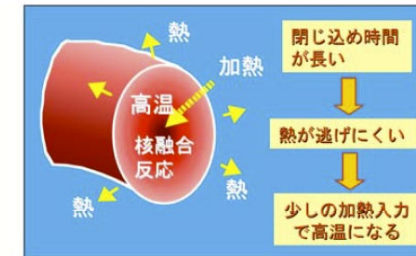 熱
加熱
高温
核融合
反応
熱
熱
閉じ込め時間
が長い
熱が逃げにくい
少しの加熱入力
で高温になる